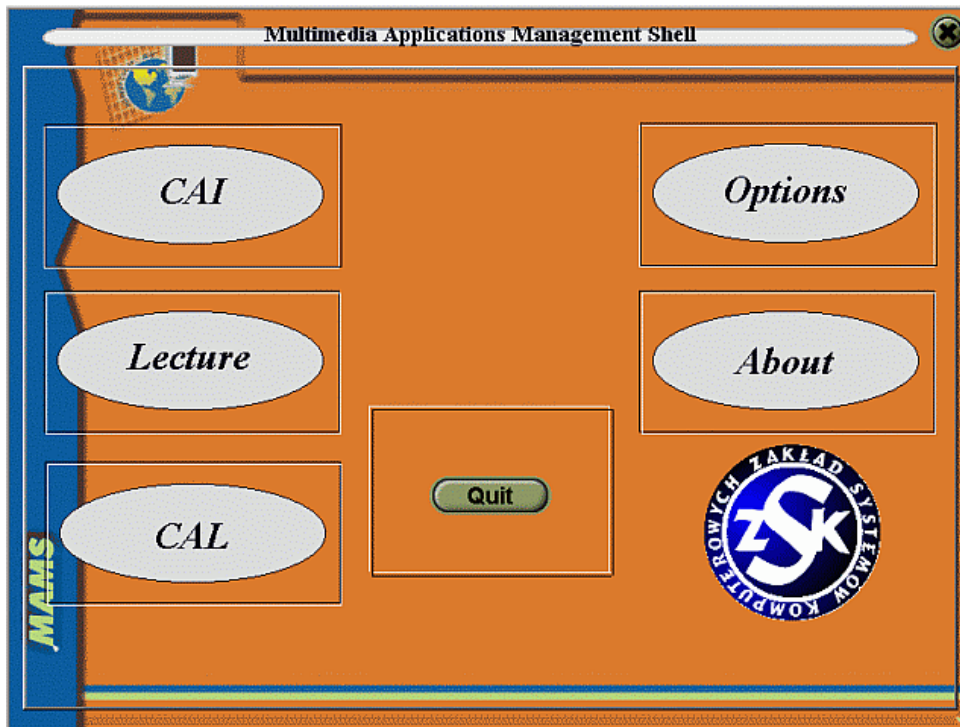 Multimedia Applications Management Shell
CAI
Options
Lecture
About
Quit
CAL
MAMS
ZAKŁAD SYSTEMÓW KOMPUTEROWYCH
ZSK